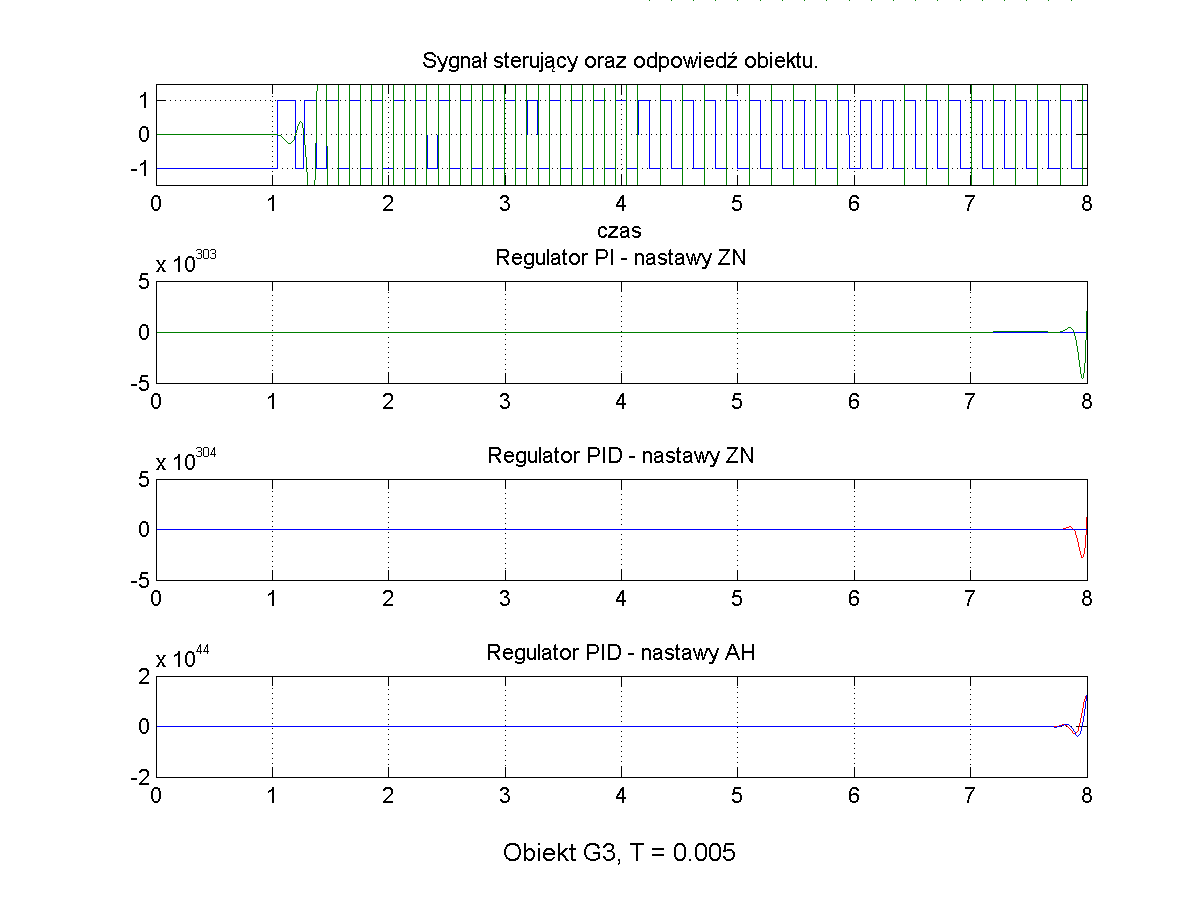 Sygnał sterujący oraz odpowiedź obiektu.
1
0
-1
0 1 2 3 4 5 6 7 8
czas
Regulator PI - nastawy ZN
x 10^303
5
0
-5
0 1 2 3 4 5 6 7 8
Regulator PID - nastawy ZN
x 10^304
5
0
-5
0 1 2 3 4 5 6 7 8
Regulator PID - nastawy AH
x 10^44
2
0
-2
0 1 2 3 4 5 6 7 8
Obiekt G3, T = 0.005